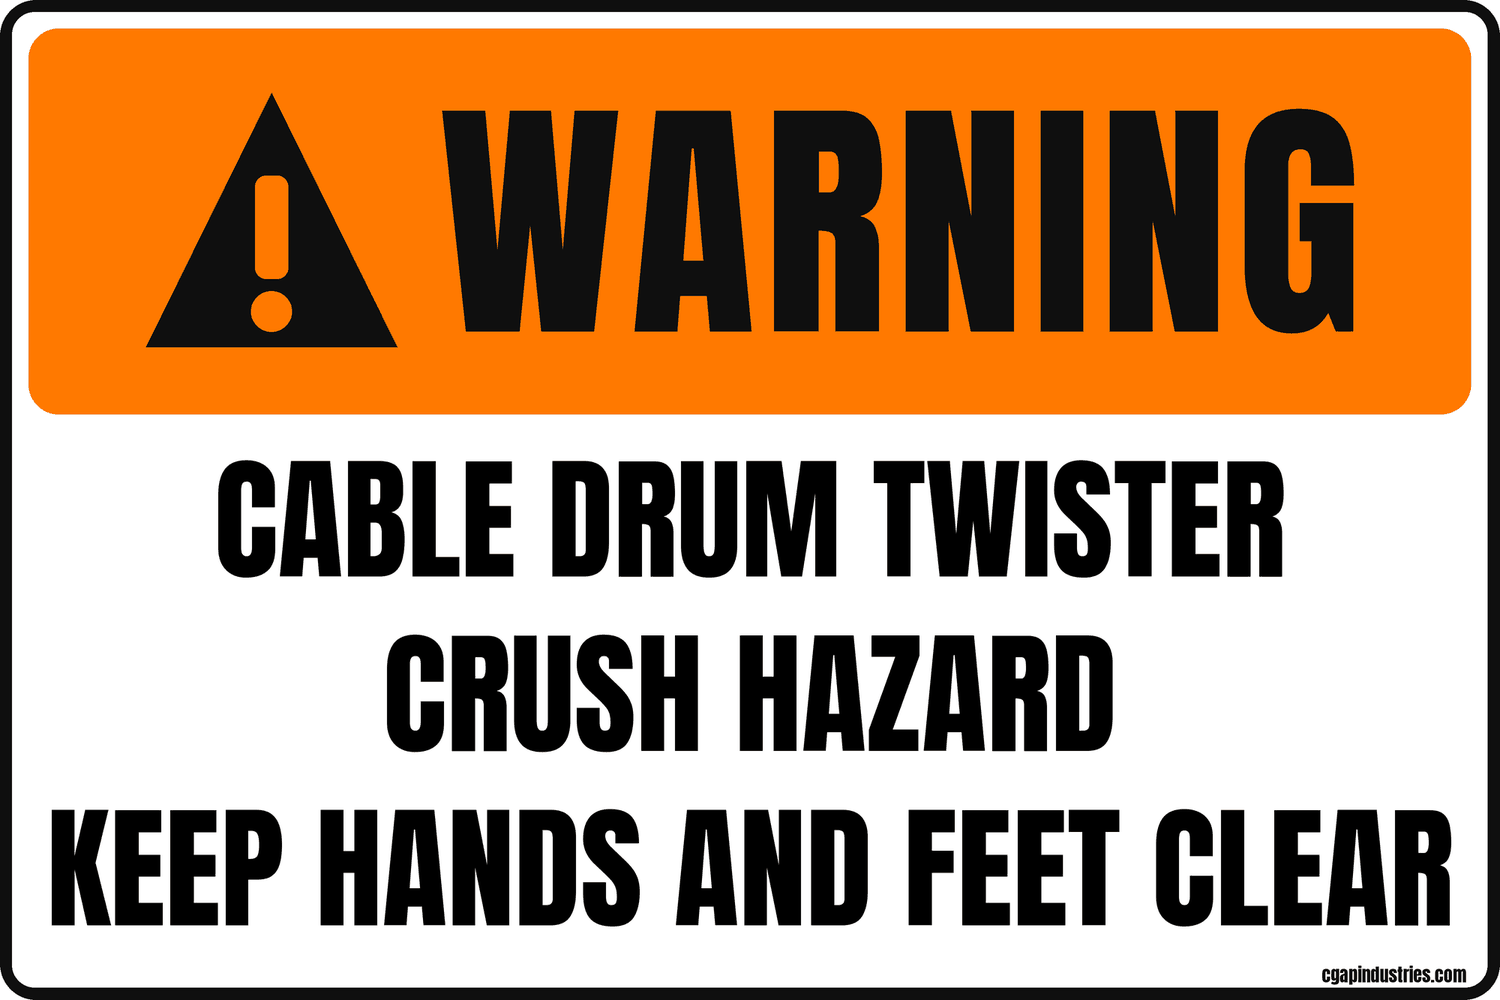 WARNING
CABLE DRUM TWISTER
CRUSH HAZARD
KEEP HANDS AND FEET CLEAR
cgapindustries.com